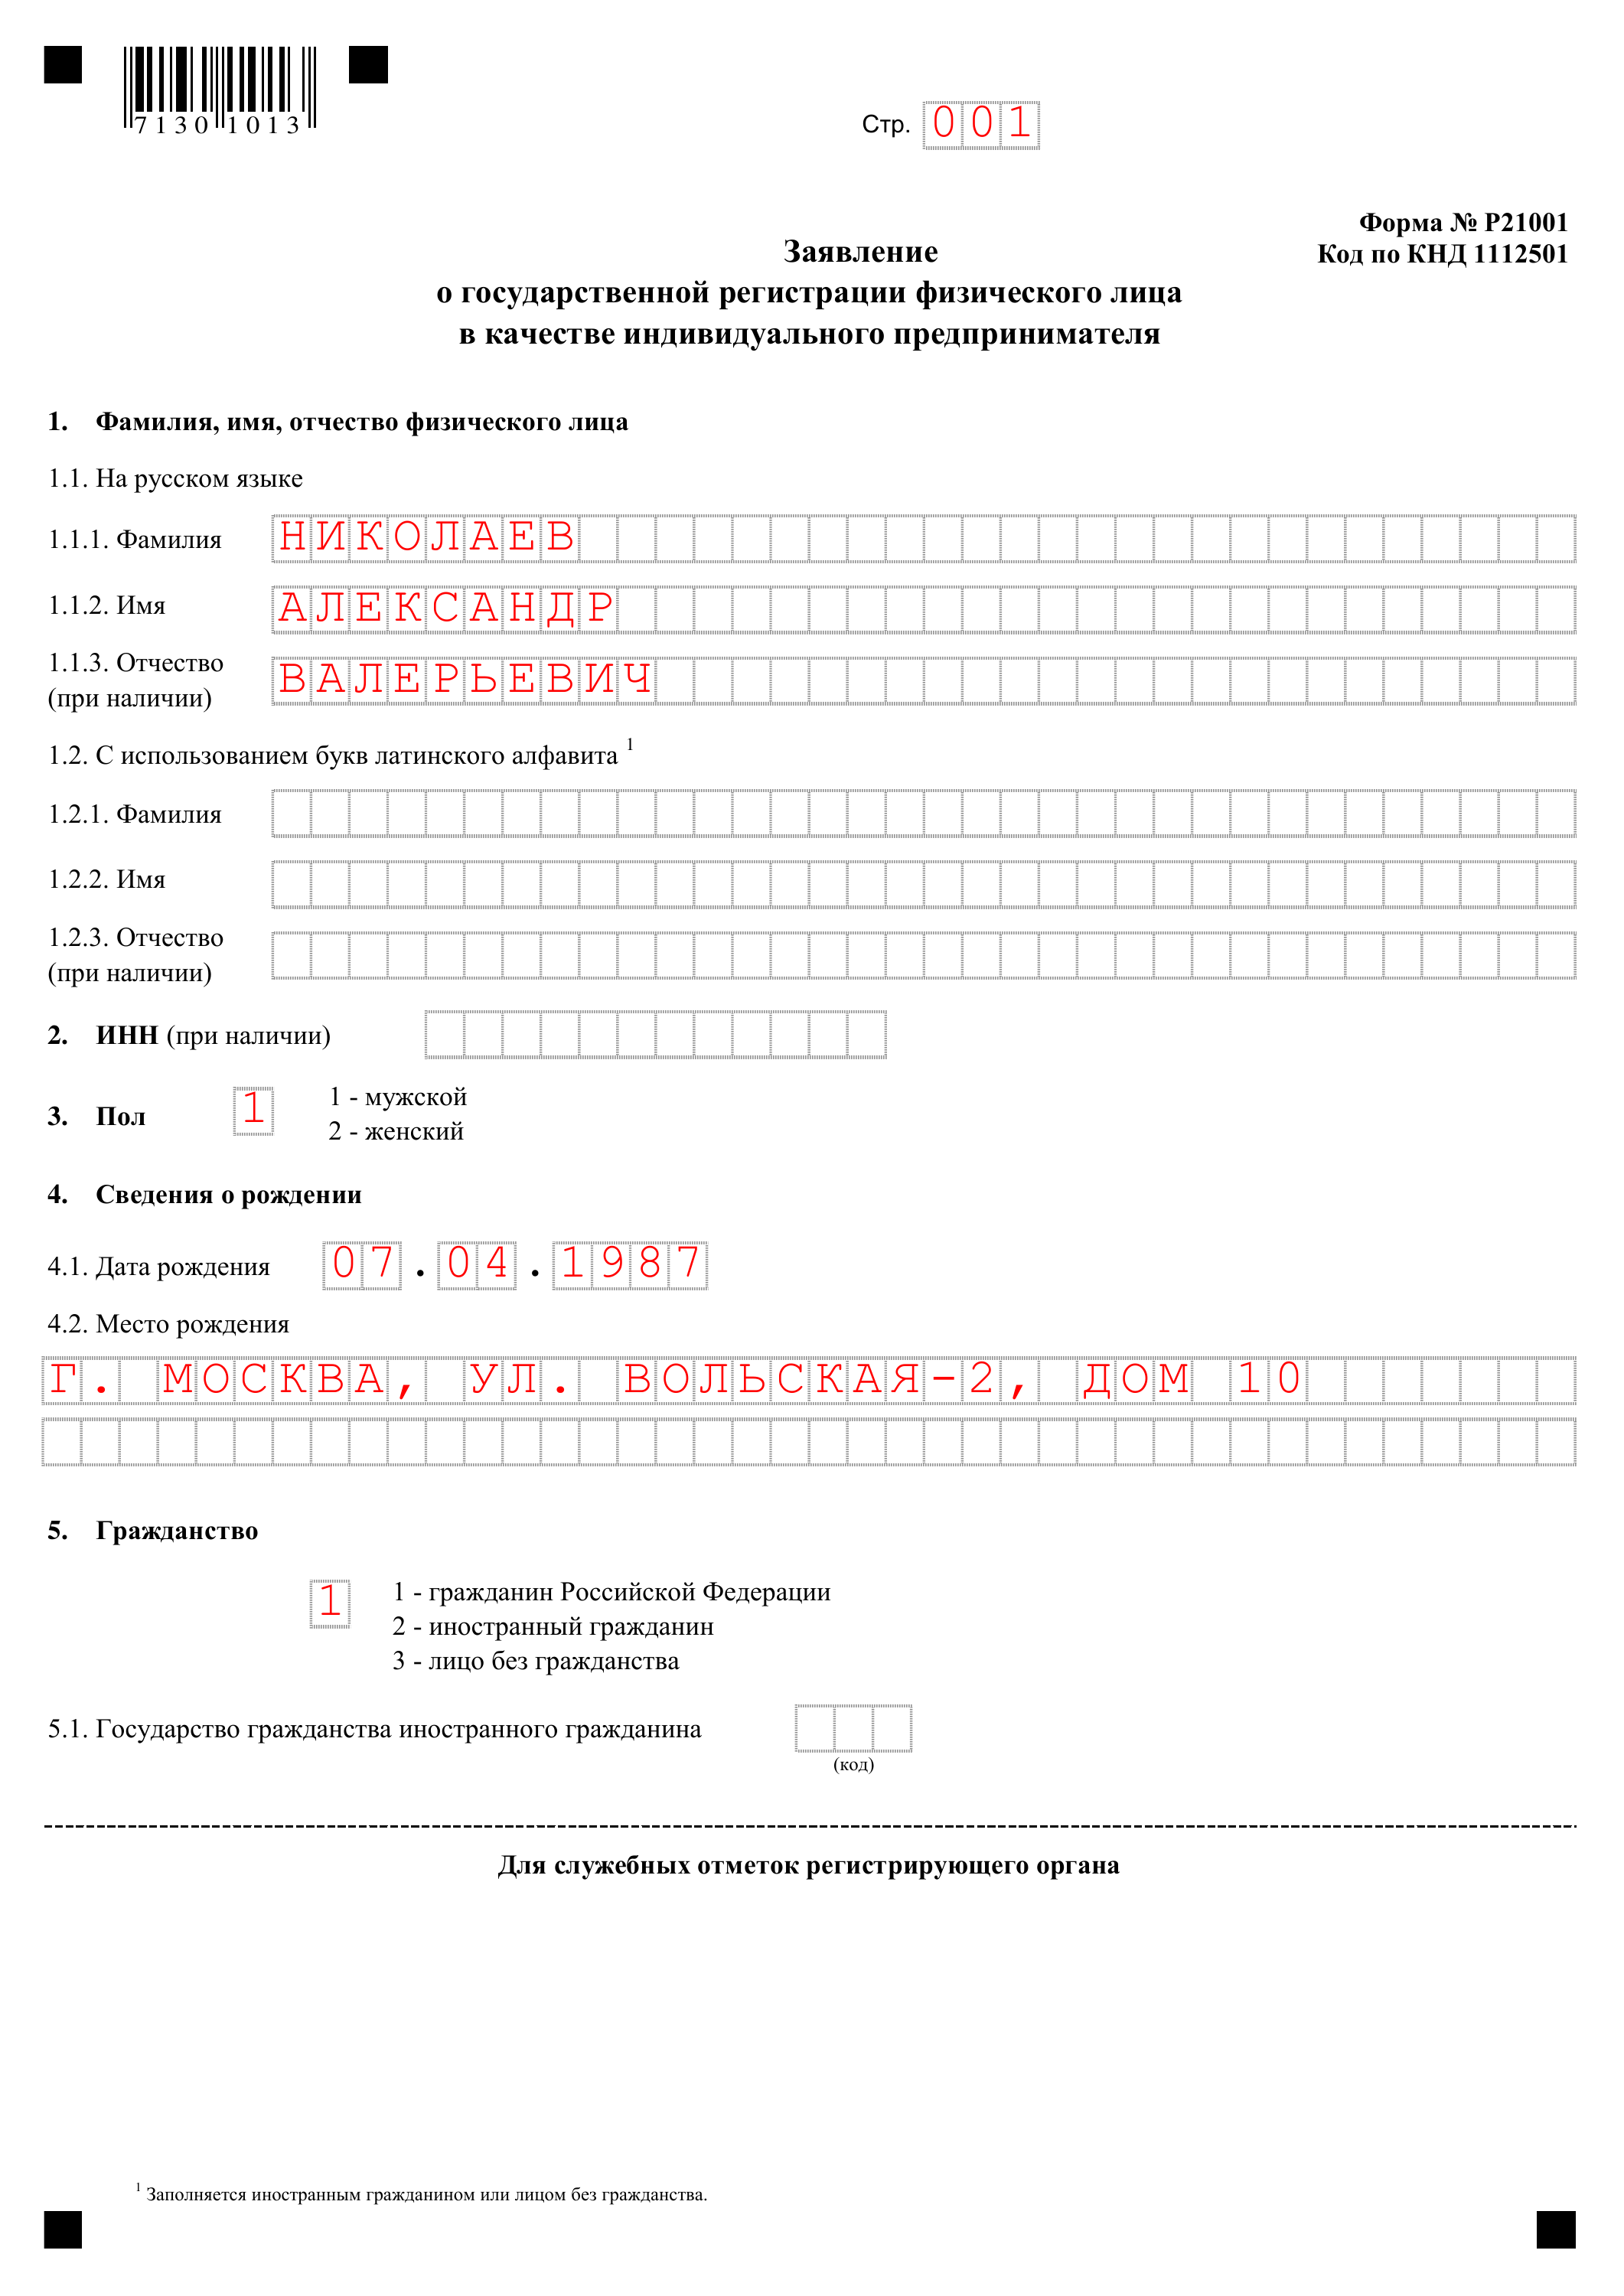 7130 1013
Стр. 001
Форма № Р21001
Код по КНД 1112501
Заявление
о государственной регистрации физического лица
в качестве индивидуального предпринимателя
1. Фамилия, имя, отчество физического лица
1.1. На русском языке
1.1.1. Фамилия НИКОЛАЕВ
1.1.2. Имя АЛЕКСАНДР
1.1.3. Отчество
(при наличии) ВАЛЕРЬЕВИЧ
1.2. С использованием букв латинского алфавита 1
1.2.1. Фамилия
1.2.2. Имя
1.2.3. Отчество
(при наличии)
2. ИНН (при наличии)
3. Пол 1
1 - мужской
2 - женский
4. Сведения о рождении
4.1. Дата рождения 07.04.1987
4.2. Место рождения
Г. МОСКВА, УЛ. ВОЛЬСКАЯ-2, ДОМ 10
5. Гражданство
1
1 - гражданин Российской Федерации
2 - иностранный гражданин
3 - лицо без гражданства
5.1. Государство гражданства иностранного гражданина
(код)
Для служебных отметок регистрирующего органа
1 Заполняется иностранным гражданином или лицом без гражданства.